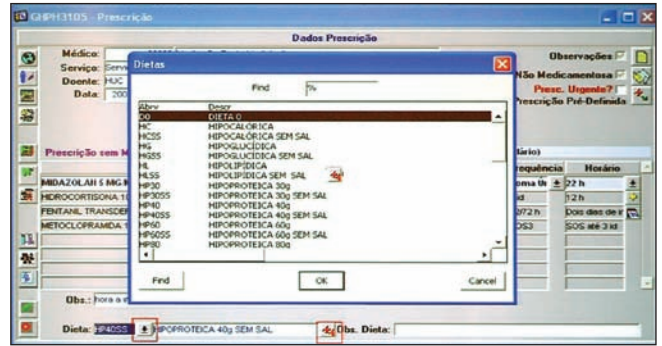 GHPH3105 - Prescrição
Dados Prescrição
Médico:
Observações
Serviço: Serv
Não Medicamentosa
Doente: HUC
Presc. Urgente?
Data: 200
Prescrição Pré-Definida
Dietas
Find %
Abrv Descr
D0 DIETA 0
HC HIPOCALÓRICA
HCSS HIPOCALÓRICA SEM SAL
HG HIPOGLUCÍDICA
HGSS HIPOGLUCÍDICA SEM SAL
HL HIPOLIPÍDICA
HLSS HIPOLIPÍDICA SEM SAL
HP30 HIPOPROTEICA 30g
HP30SS HIPOPROTEICA 30g SEM SAL
HP40 HIPOPROTEICA 40g
HP40SS HIPOPROTEICA 40g SEM SAL
HP60 HIPOPROTEICA 60g
HP60SS HIPOPROTEICA 60g SEM SAL
HP80 HIPOPROTEICA 80g
Find OK Cancel
Prescrição sem M
lário)
requência Horário
MIDAZOLAM 5 MG 22 h
HIDROCORTISONA 1 12 h
FENTANIL TRANSDER /72 h Dois dias de
METOCLOPRAMIDA SOS3 SOS até 3 id
Obs.: hora a
Dieta: HP40SS HIPOPROTEICA 40g SEM SAL Obs. Dieta: